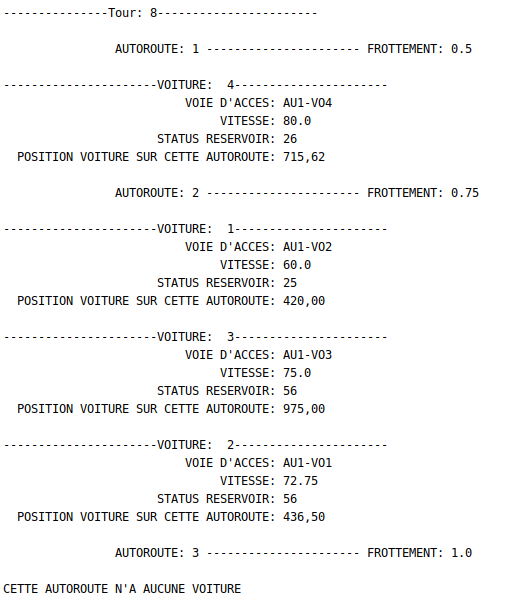 ---------------Tour: 8-----------------------
AUTOROUTE: 1 ---------------------- FROTTEMENT: 0.5
----------------------VOITURE:  4----------------------
VOIE D'ACCES: AU1-VO4
VITESSE: 80.0
STATUS RESERVOIR: 26
POSITION VOITURE SUR CETTE AUTOROUTE: 715,62
AUTOROUTE: 2 ---------------------- FROTTEMENT: 0.75
----------------------VOITURE:  1----------------------
VOIE D'ACCES: AU1-VO2
VITESSE: 60.0
STATUS RESERVOIR: 25
POSITION VOITURE SUR CETTE AUTOROUTE: 420,00
----------------------VOITURE:  3----------------------
VOIE D'ACCES: AU1-VO3
VITESSE: 75.0
STATUS RESERVOIR: 56
POSITION VOITURE SUR CETTE AUTOROUTE: 975,00
----------------------VOITURE:  2----------------------
VOIE D'ACCES: AU1-VO1
VITESSE: 72.75
STATUS RESERVOIR: 56
POSITION VOITURE SUR CETTE AUTOROUTE: 436,50
AUTOROUTE: 3 ---------------------- FROTTEMENT: 1.0
CETTE AUTOROUTE N'A AUCUNE VOITURE